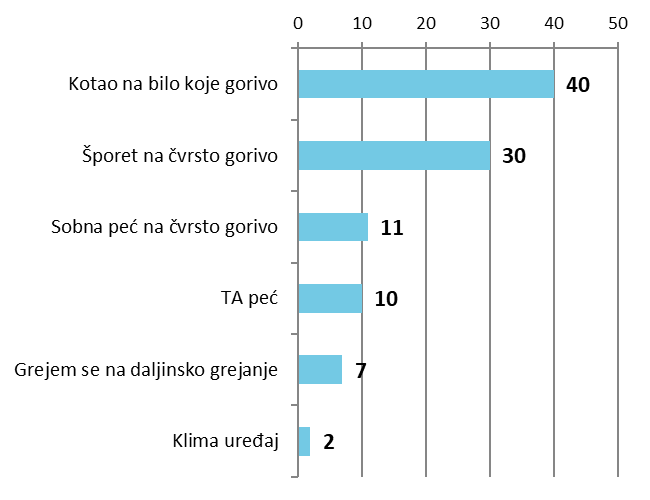 0 10 20 30 40 50
Kotao na bilo koje gorivo 40
Šporet na čvrsto gorivo 30
Sobna peć na čvrsto gorivo 11
TA peć 10
Grejem se na daljinsko grejanje 7
Klima uređaj 2